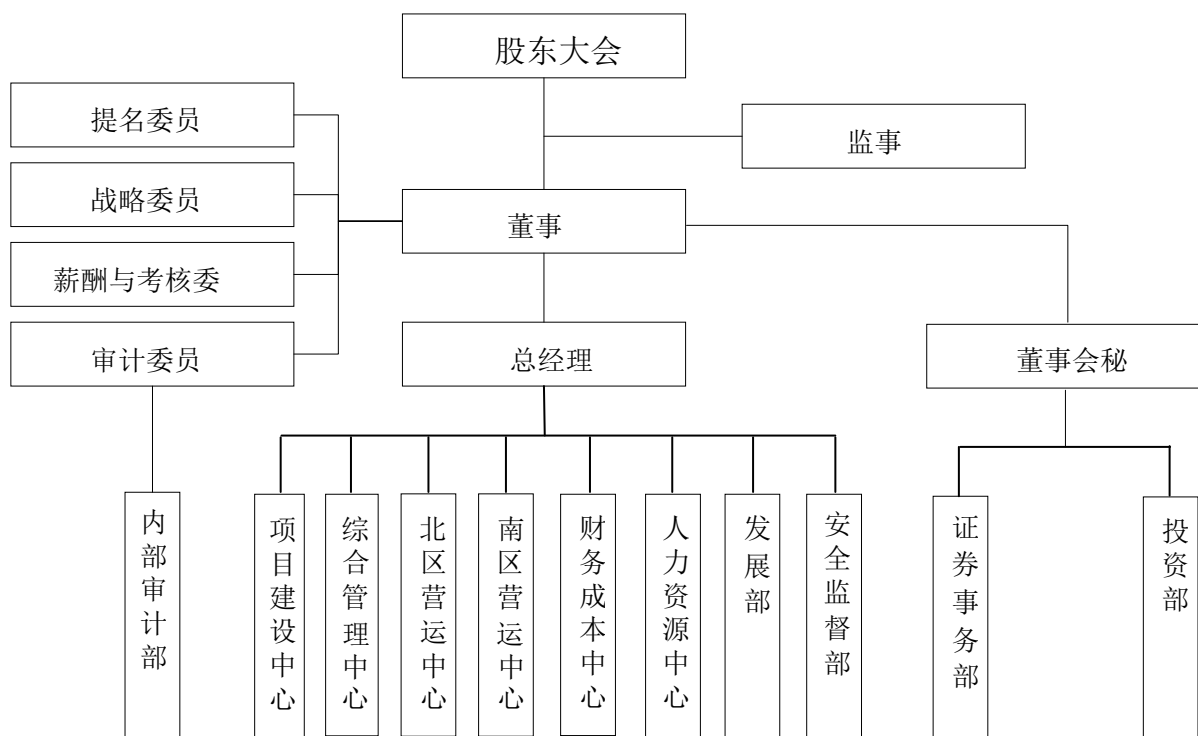 股东大会
提名委员
监事
战略委员
董事
薪酬与考核委
审计委员
总经理
董事会秘
内部审计部
项目建设中心
综合管理中心
北区营运中心
南区营运中心
财务成本中心
人力资源中心
发展部
安全监督部
证券事务部
投资部